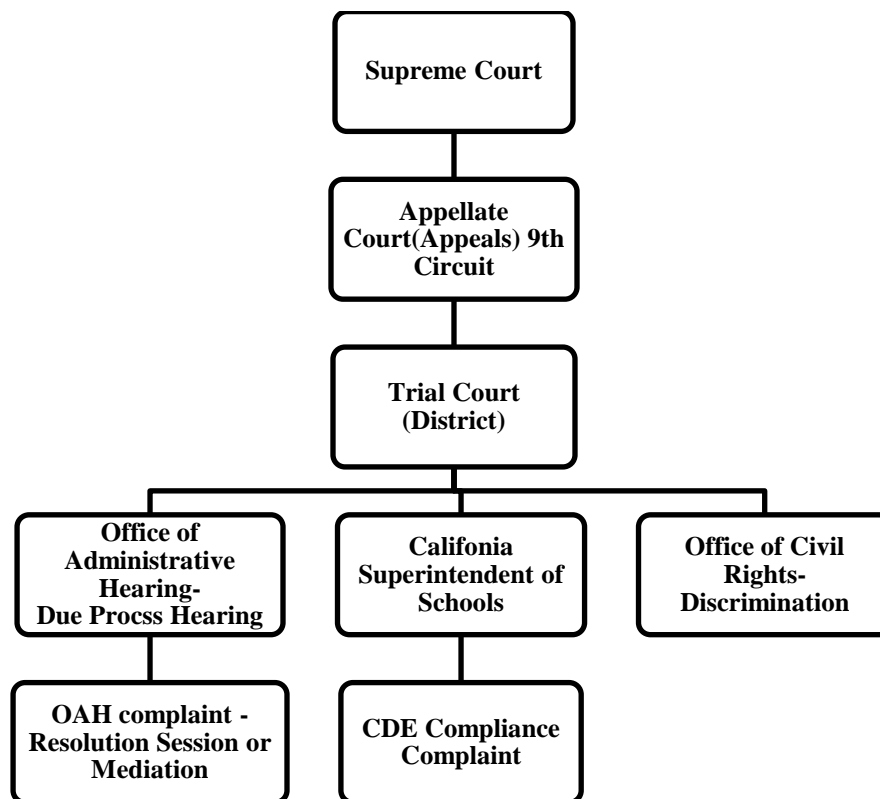 Supreme Court
Appellate
Court(Appeals) 9th
Circuit
Trial Court
(District)
Office of
Administrative
Hearing-
Due Procss Hearing
Califonia
Superintendent of
Schools
Office of Civil
Rights-
Discrimination
OAH complaint -
Resolution Session or
Mediation
CDE Compliance
Complaint